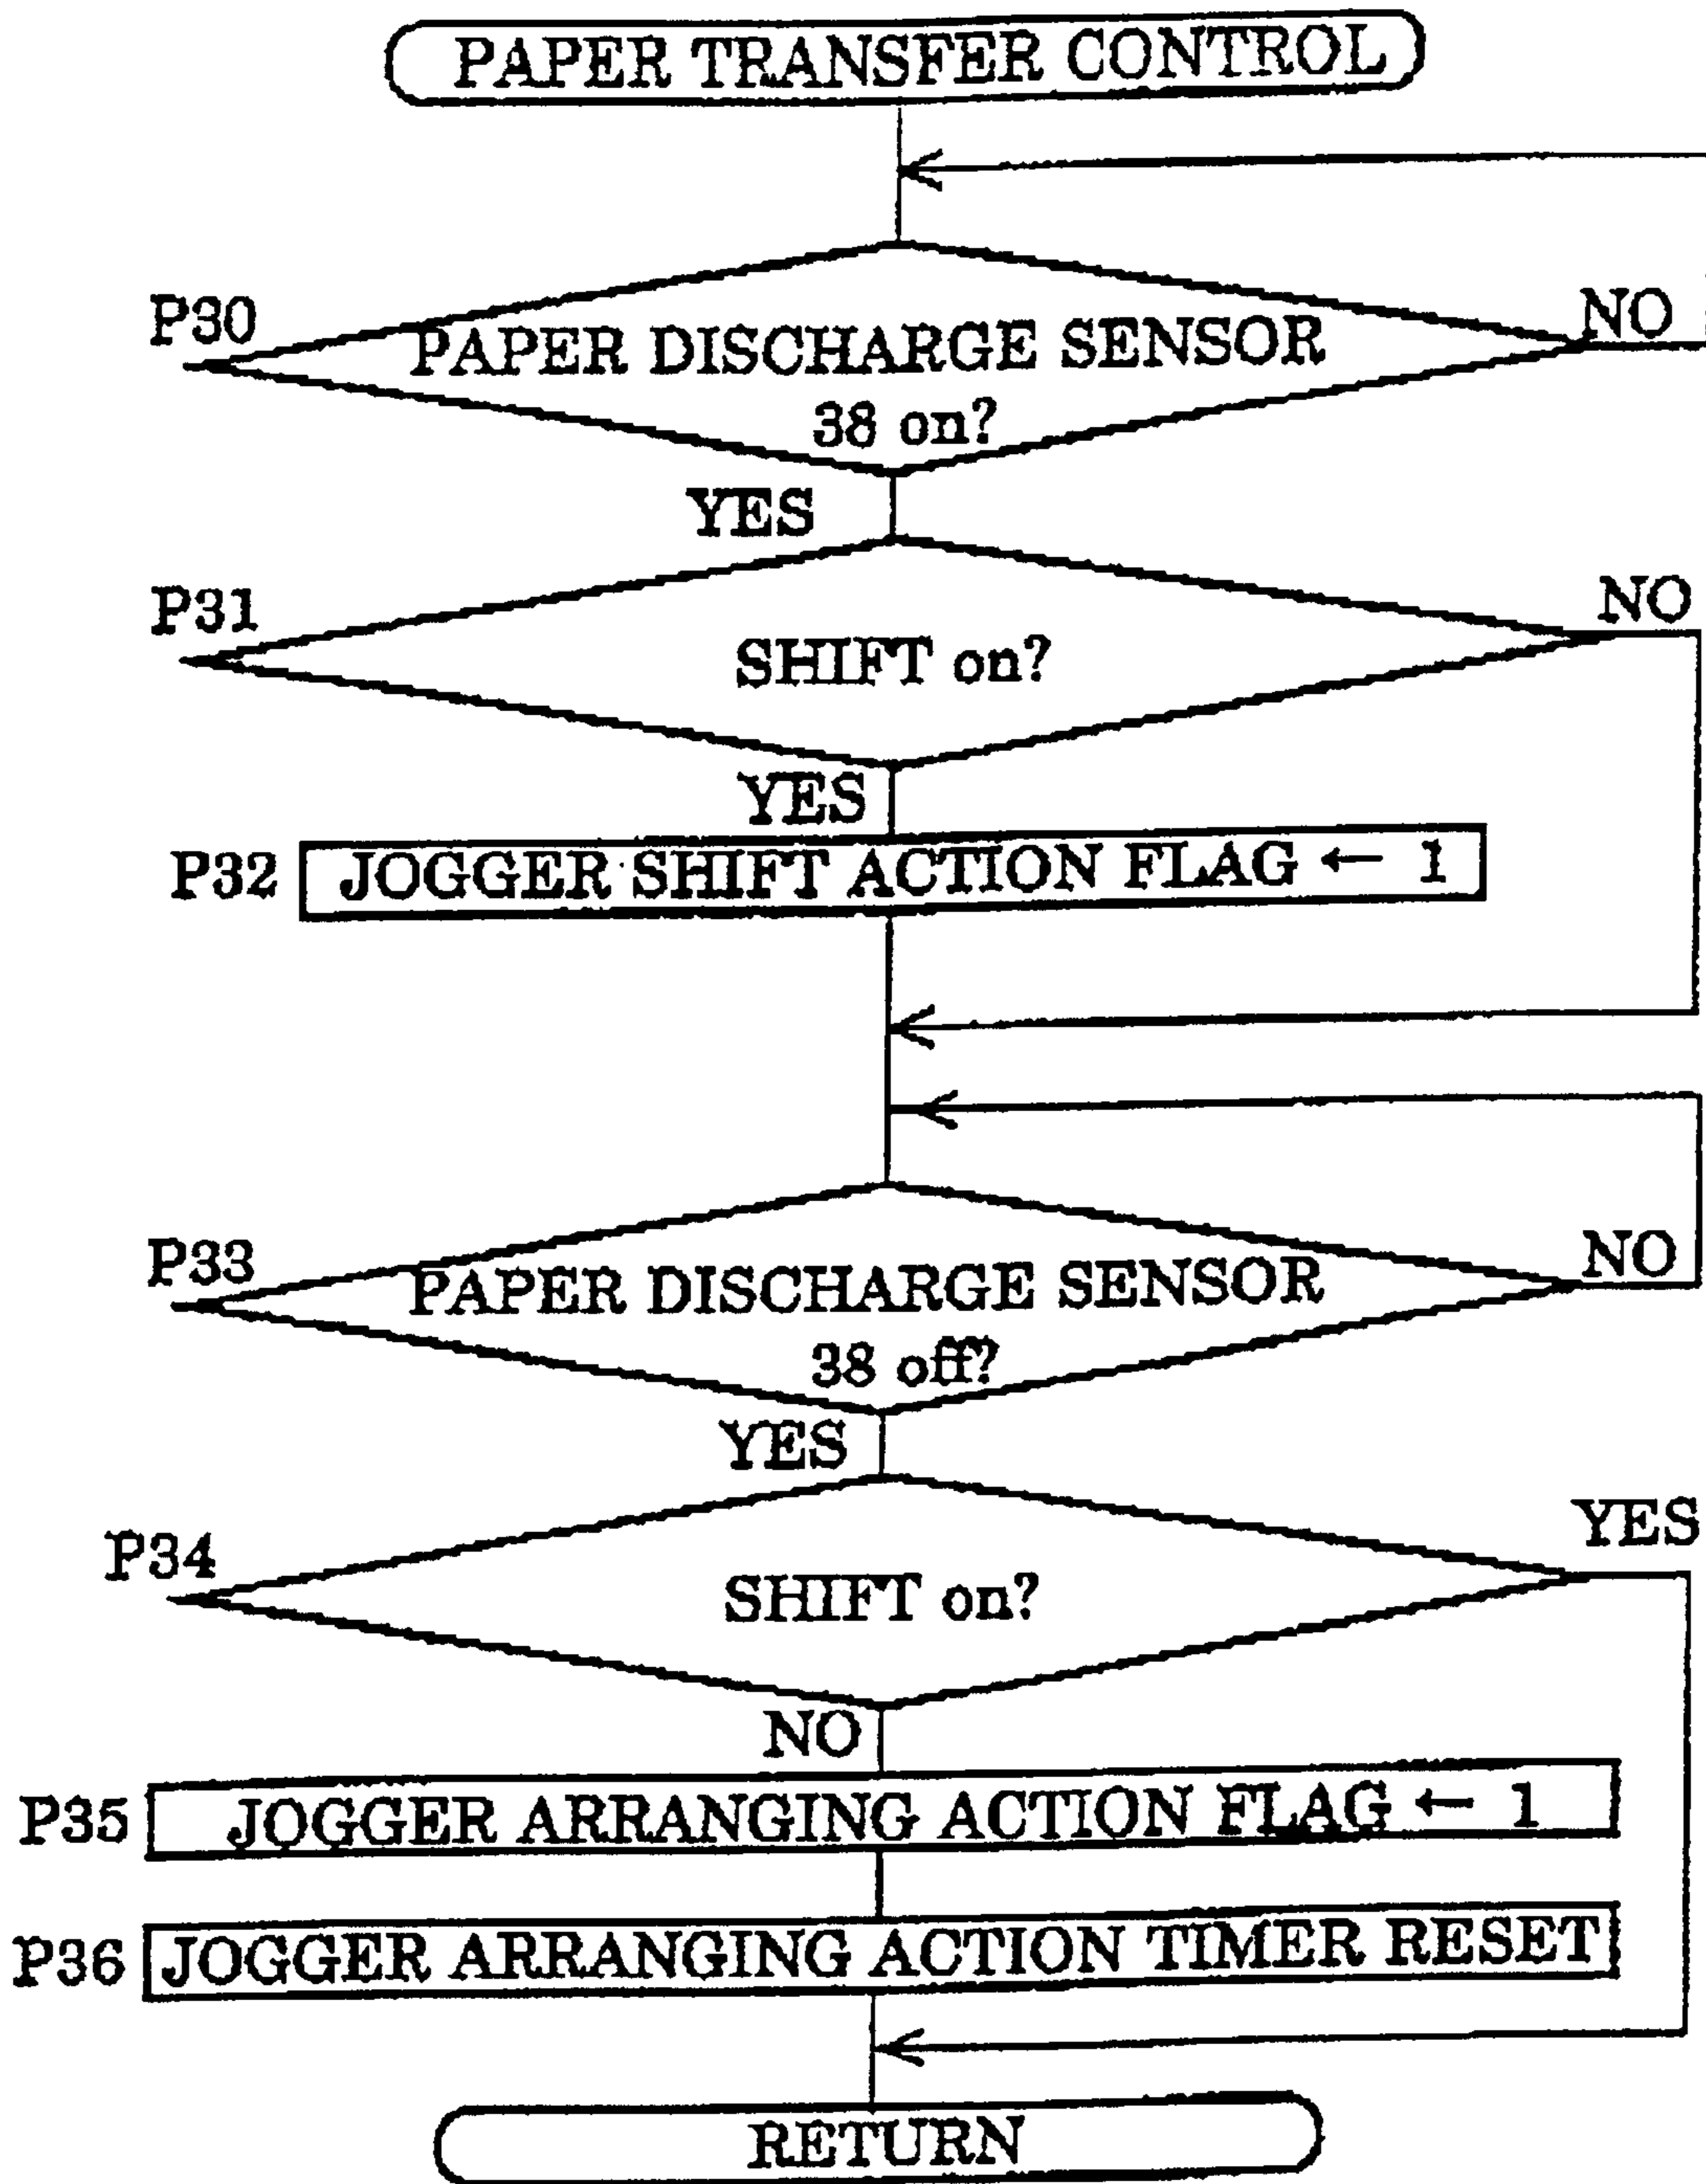 PAPER TRANSFER CONTROL
P30
PAPER DISCHARGE SENSOR
38 on?
NO
YES
P31
SHIFT on?
NO
YES
P32
JOGGER SHIFT ACTION FLAG ← 1
P33
PAPER DISCHARGE SENSOR
38 off?
NO
YES
P34
SHIFT on?
YES
NO
P35
JOGGER ARRANGING ACTION FLAG ← 1
P36
JOGGER ARRANGING ACTION TIMER RESET
RETURN